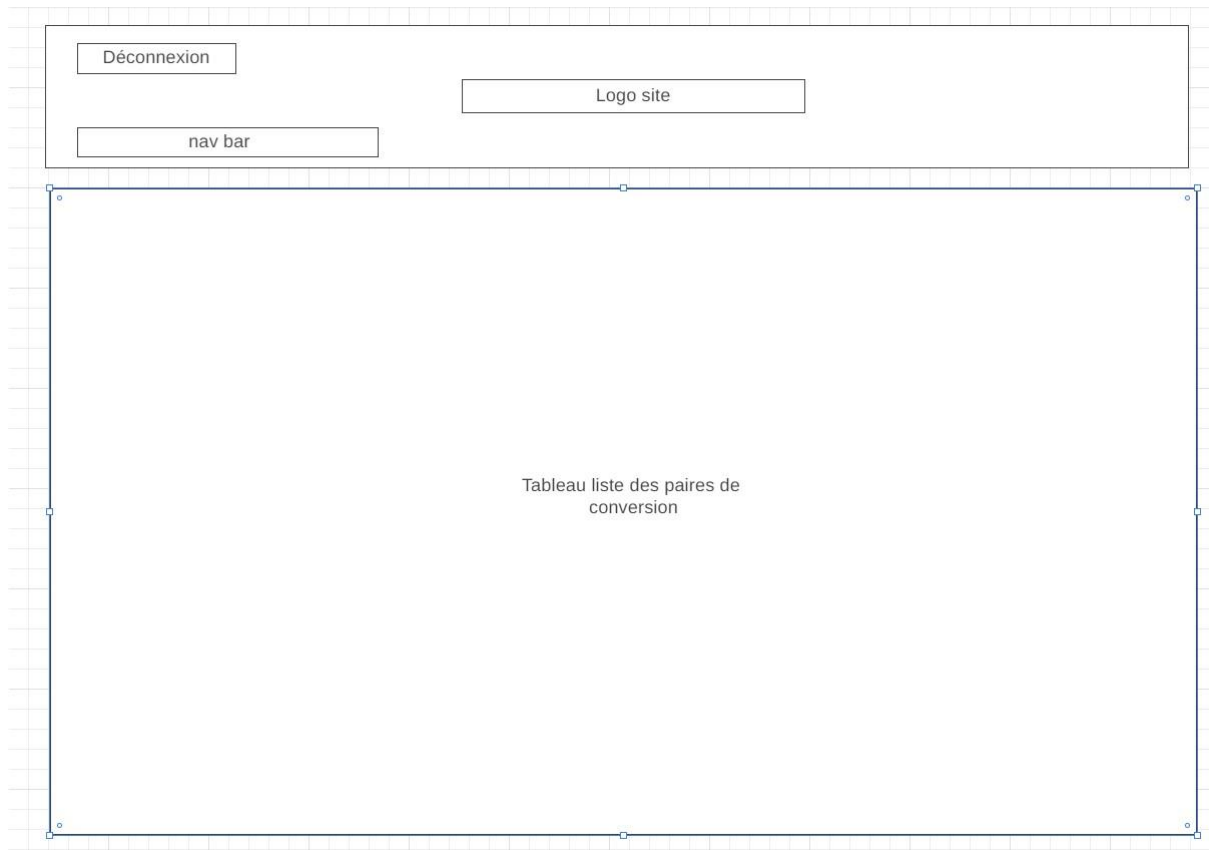 Déconnexion
Logo site
nav bar
Tableau liste des paires de
conversion